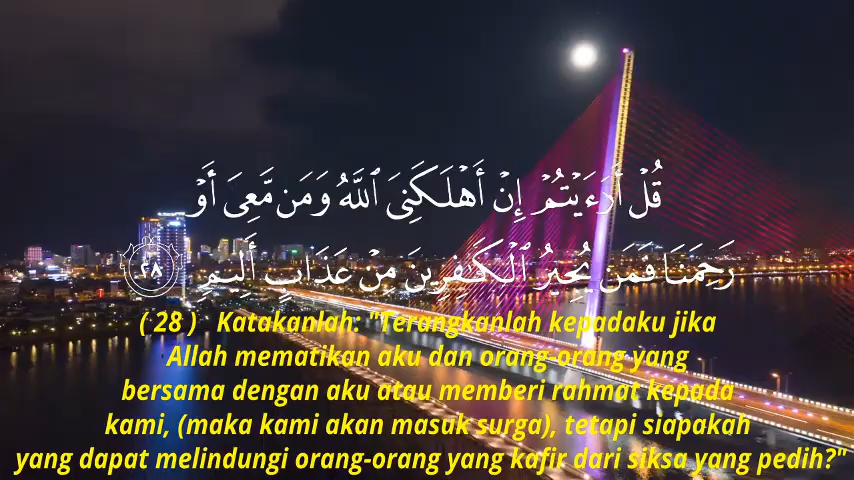 قُلْ أَرَءَيْتُمْ إِنْ أَهْلَكَنِىَ ٱللَّهُ وَمَن مَّعِىَ أَوْ
رَحِمَنَا فَمَن يُجِيرُ ٱلْكَـٰفِرِينَ مِنْ عَذَابٍ أَلِيمٍ ٢٨
( 28 ) Katakanlah: "Terangkanlah kepadaku jika
Allah mematikan aku dan orang-orang yang
bersama dengan aku atau memberi rahmat kepada
kami, (maka kami akan masuk surga), tetapi siapakah
yang dapat melindungi orang-orang yang kafir dari siksa yang pedih?"